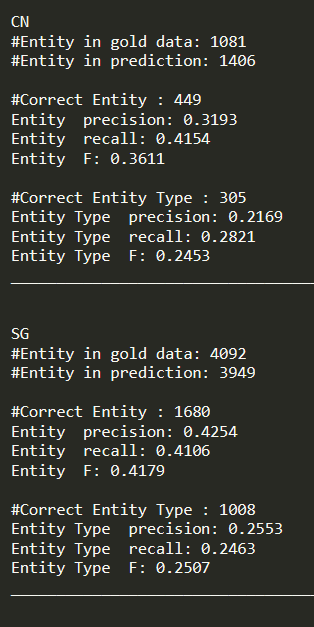 CN
#Entity in gold data: 1081
#Entity in prediction: 1406
#Correct Entity : 449
Entity  precision: 0.3193
Entity  recall: 0.4154
Entity  F: 0.3611
#Correct Entity Type : 305
Entity Type  precision: 0.2169
Entity Type  recall: 0.2821
Entity Type  F: 0.2453
SG
#Entity in gold data: 4092
#Entity in prediction: 3949
#Correct Entity : 1680
Entity  precision: 0.4254
Entity  recall: 0.4106
Entity  F: 0.4179
#Correct Entity Type : 1008
Entity Type  precision: 0.2553
Entity Type  recall: 0.2463
Entity Type  F: 0.2507